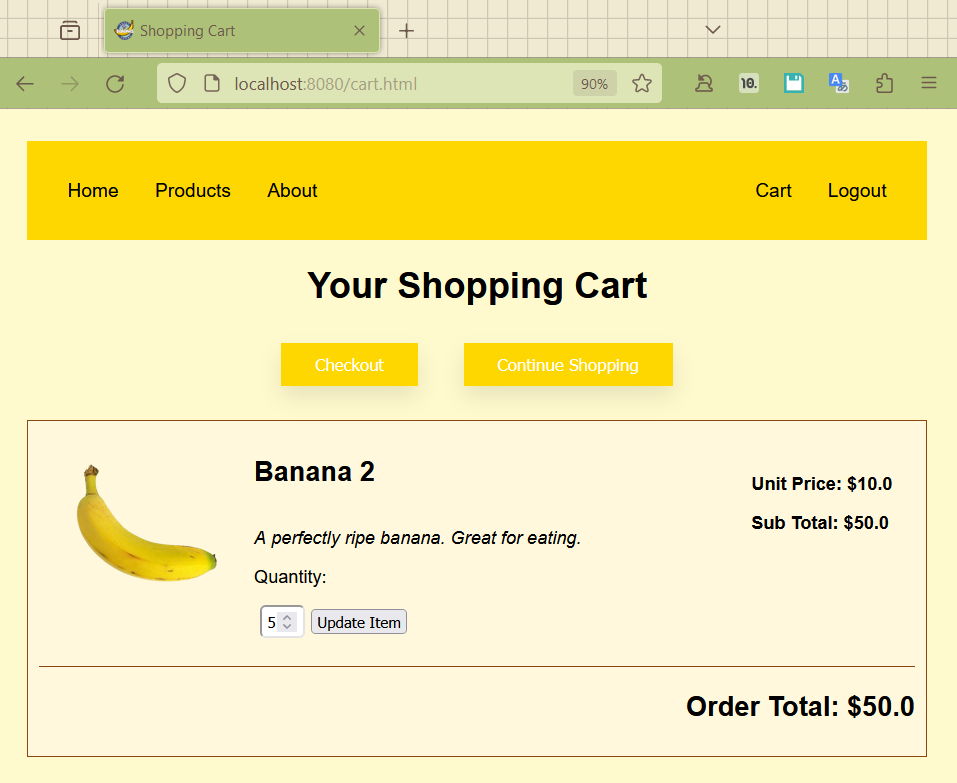 Shopping Cart
localhost:8080/cart.html 90% 10. A
Home Products About Cart Logout
Your Shopping Cart
Checkout Continue Shopping
Banana 2
Unit Price: $10.0
Sub Total: $50.0
A perfectly ripe banana. Great for eating.
Quantity:
5 Update Item
Order Total: $50.0